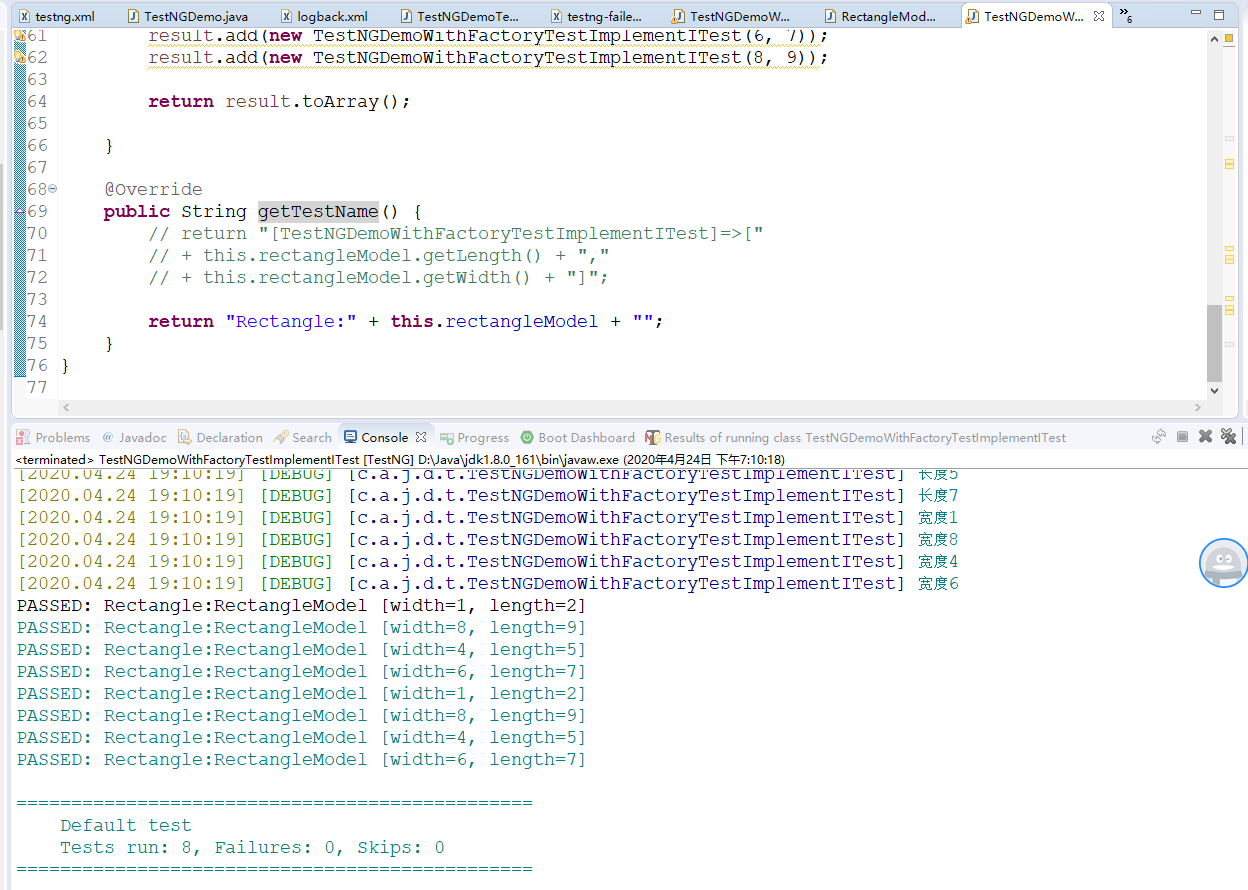 testng.xml TestNGDemo.java logback.xml TestNGDemoTe... testng-faile... TestNGDemoW... RectangleMod... TestNGDemoW... »6
61 result.add(new TestNGDemoWithFactoryTestImplementITest(6, 7));
62 result.add(new TestNGDemoWithFactoryTestImplementITest(8, 9));
63
64 return result.toArray();
65
66 }
67
68 @Override
69 public String getTestName() {
70 // return "[TestNGDemoWithFactoryTestImplementITest]=>["
71 // + this.rectangleModel.getLength() + ","
72 // + this.rectangleModel.getWidth() + "]";
73
74 return "Rectangle:" + this.rectangleModel + "";
75 }
76 }
77
Problems @ Javadoc Declaration Search Console Progress Boot Dashboard Results of running class TestNGDemoWithFactoryTestImplementITest
<terminated> TestNGDemoWithFactoryTestImplementITest [TestNG] D:\Java\jdk1.8.0_161\bin\javaw.exe (2020年4月24日 下午7:10:18)
[2020.04.24 19:10:19] [DEBUG] [c.a.j.d.t.TestNGDemoWithFactoryTestImplementITest] 长度5
[2020.04.24 19:10:19] [DEBUG] [c.a.j.d.t.TestNGDemoWithFactoryTestImplementITest] 长度7
[2020.04.24 19:10:19] [DEBUG] [c.a.j.d.t.TestNGDemoWithFactoryTestImplementITest] 宽度1
[2020.04.24 19:10:19] [DEBUG] [c.a.j.d.t.TestNGDemoWithFactoryTestImplementITest] 宽度8
[2020.04.24 19:10:19] [DEBUG] [c.a.j.d.t.TestNGDemoWithFactoryTestImplementITest] 宽度4
[2020.04.24 19:10:19] [DEBUG] [c.a.j.d.t.TestNGDemoWithFactoryTestImplementITest] 宽度6
PASSED: Rectangle:RectangleModel [width=1, length=2]
PASSED: Rectangle:RectangleModel [width=8, length=9]
PASSED: Rectangle:RectangleModel [width=4, length=5]
PASSED: Rectangle:RectangleModel [width=6, length=7]
PASSED: Rectangle:RectangleModel [width=1, length=2]
PASSED: Rectangle:RectangleModel [width=8, length=9]
PASSED: Rectangle:RectangleModel [width=4, length=5]
PASSED: Rectangle:RectangleModel [width=6, length=7]
===============================================
Default test
Tests run: 8, Failures: 0, Skips: 0
===============================================